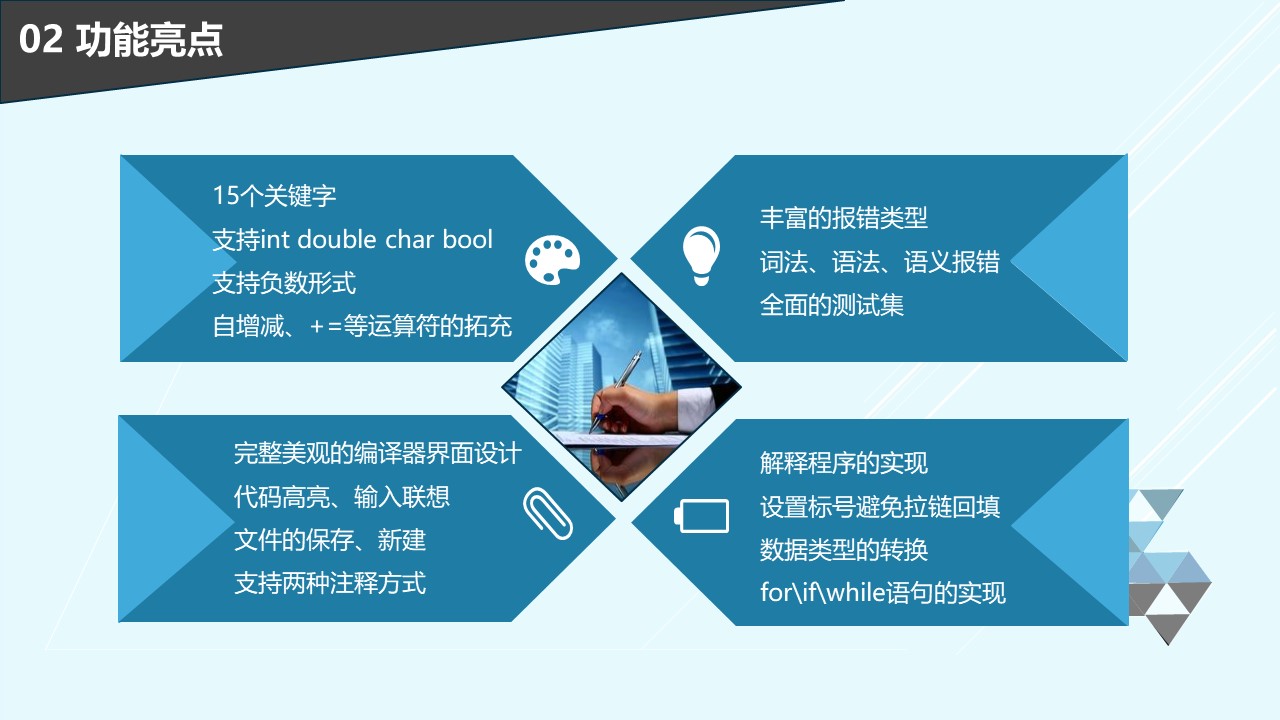 02 功能亮点
15个关键字
支持int double char bool
支持负数形式
自增减、+=等运算符的拓充
丰富的报错类型
词法、语法、语义报错
全面的测试集
完整美观的编译器界面设计
代码高亮、输入联想
文件的保存、新建
支持两种注释方式
解释程序的实现
设置标号避免拉链回填
数据类型的转换
for\if\while语句的实现